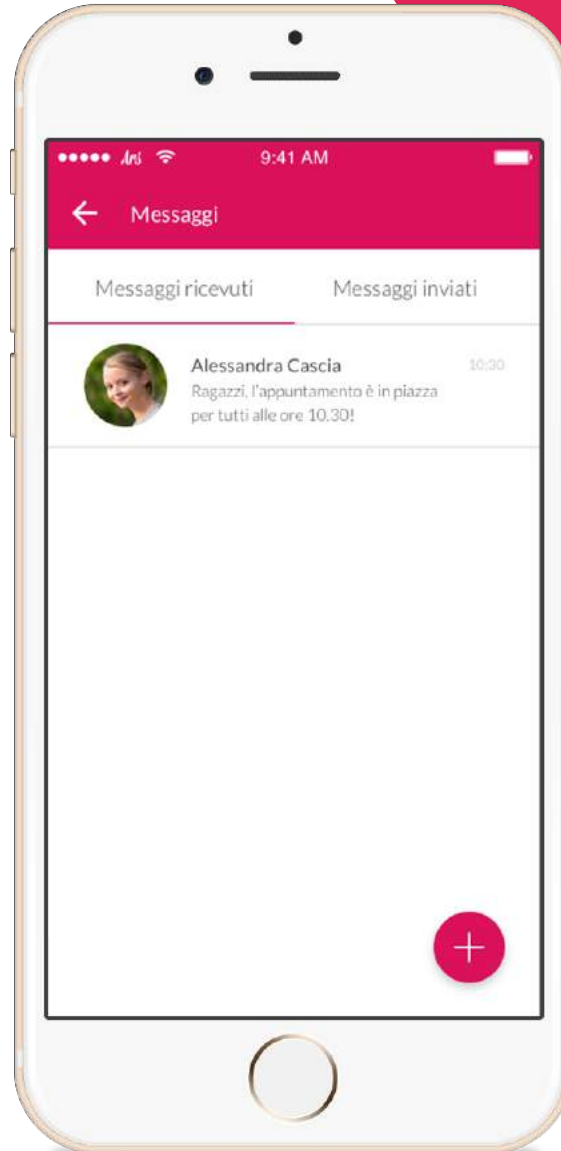 9:41 AM
Messaggi
Messaggi ricevuti
Messaggi inviati
Alessandra Cascia
10:30
Ragazzi, l'appuntamento è in piazza
per tutti alle ore 10.30!